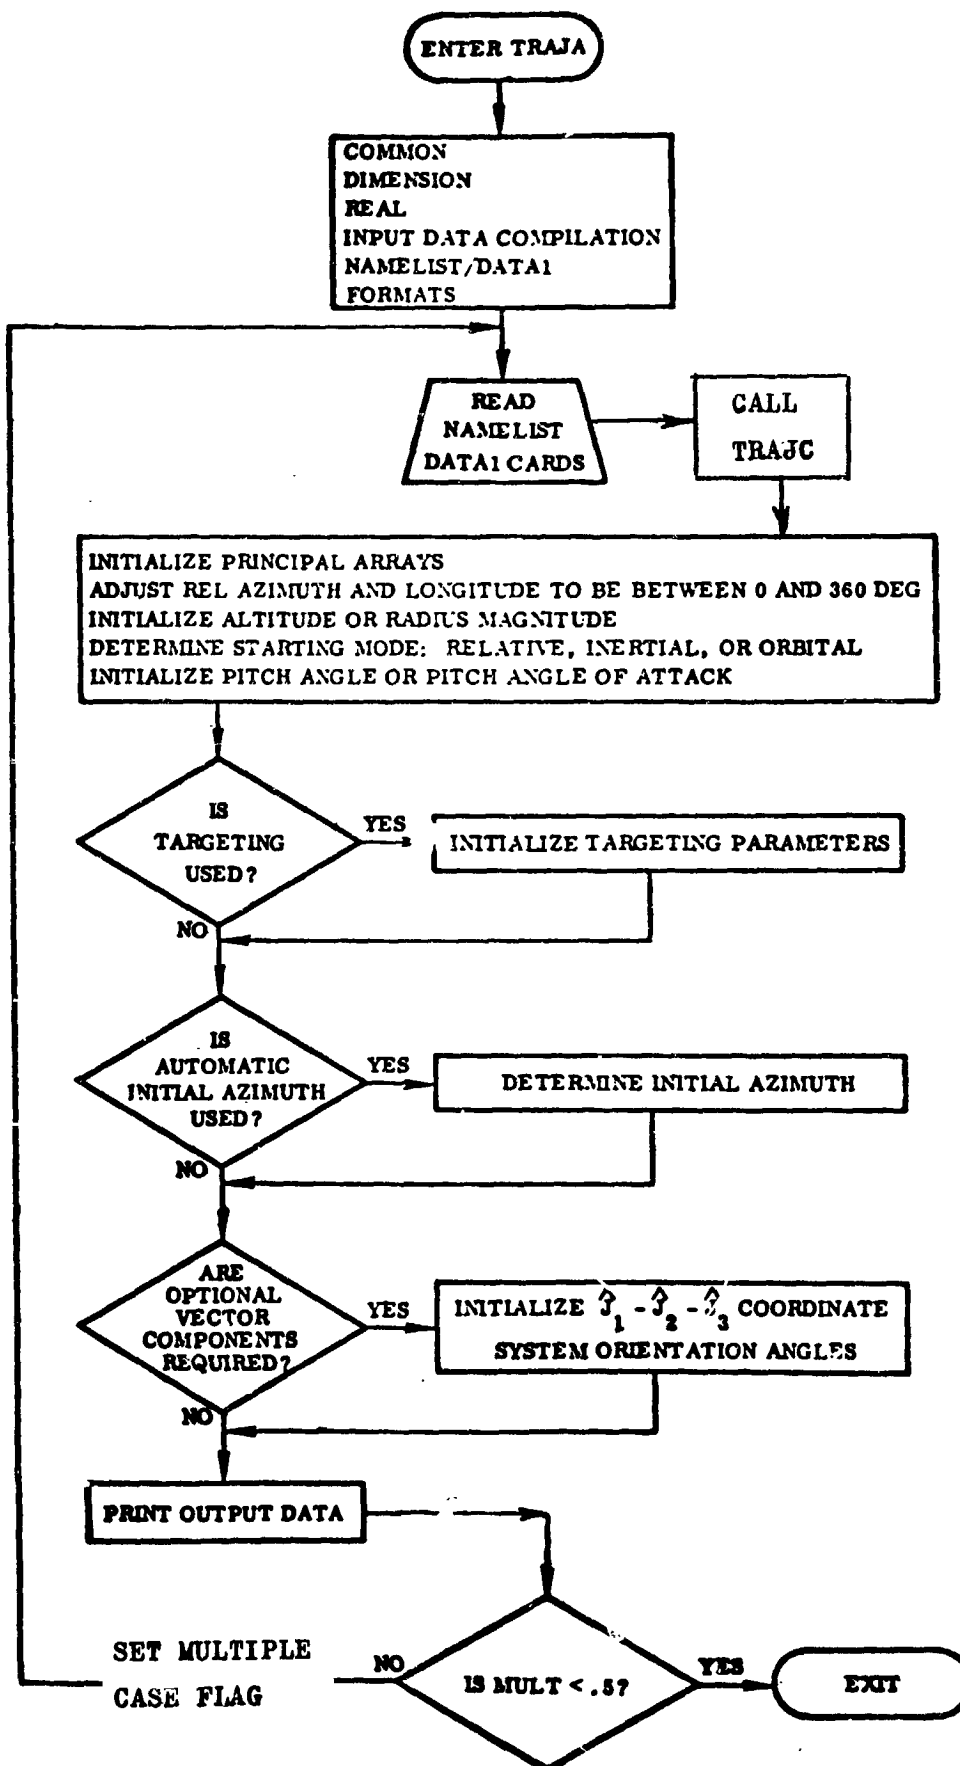 ENTER TRAJA
COMMON
DIMENSION
REAL
INPUT DATA COMPILATION
NAMELIST/DATA1
FORMATS
READ
NAMELIST
DATA1 CARDS
CALL
TRAJC
INITIALIZE PRINCIPAL ARRAYS
ADJUST REL AZIMUTH AND LONGITUDE TO BE BETWEEN 0 AND 360 DEG
INITIALIZE ALTITUDE OR RADIUS MAGNITUDE
DETERMINE STARTING MODE: RELATIVE, INERTIAL, OR ORBITAL
INITIALIZE PITCH ANGLE OR PITCH ANGLE OF ATTACK
IS
TARGETING
USED?
YES
INITIALIZE TARGETING PARAMETERS
NO
IS
AUTOMATIC
INITIAL AZIMUTH
USED?
YES
DETERMINE INITIAL AZIMUTH
NO
ARE
OPTIONAL
VECTOR
COMPONENTS
REQUIRED?
YES
INITIALIZE Ĵ1 - Ĵ2 - 3 COORDINATE
SYSTEM ORIENTATION ANGLES
NO
PRINT OUTPUT DATA
SET MULTIPLE
CASE FLAG
NO
IS MULT < .5?
YES
EXIT